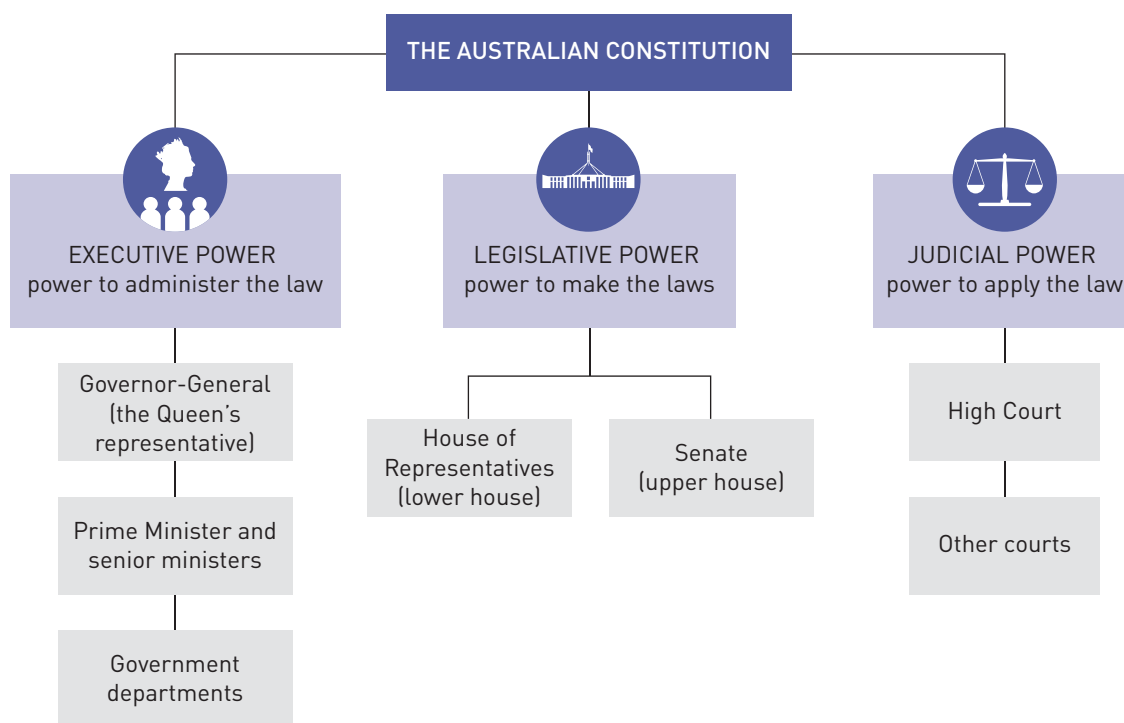 THE AUSTRALIAN CONSTITUTION
EXECUTIVE POWER
power to administer the law
Governor-General
(the Queen's
representative)
Prime Minister and
senior ministers
Government
departments
LEGISLATIVE POWER
power to make the laws
House of
Representatives
(lower house)
Senate
(upper house)
JUDICIAL POWER
power to apply the law
High Court
Other courts